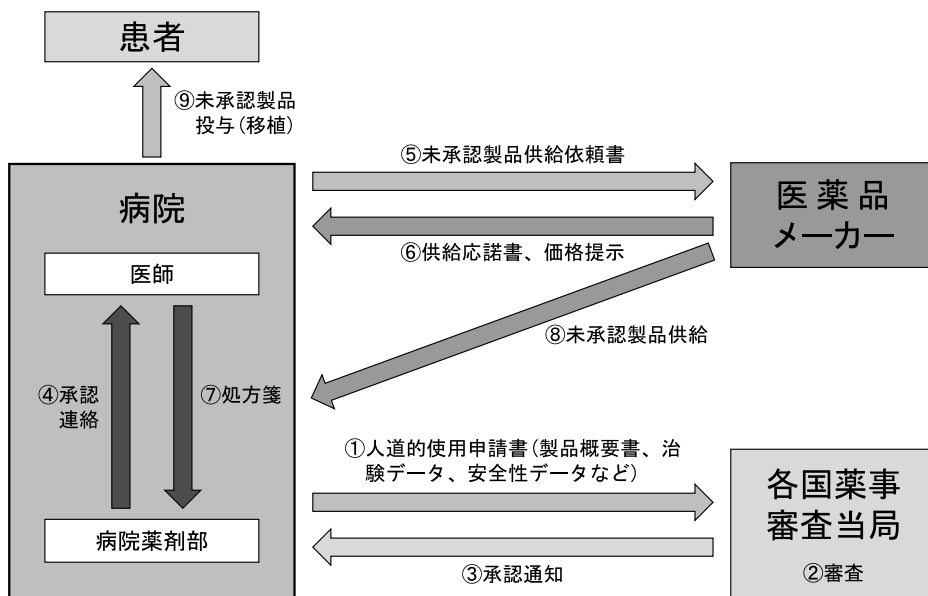 患者
⑨未承認製品
投与(移植)
⑤未承認製品供給依頼書
病院
医薬品
メーカー
⑥供給応諾書、価格提示
医師
⑧未承認製品供給
④承認
連絡
⑦処方箋
①人道的使用申請書(製品概要書、治
験データ、安全性データなど)
各国薬事
審査当局
病院薬剤部
③承認通知
②審査